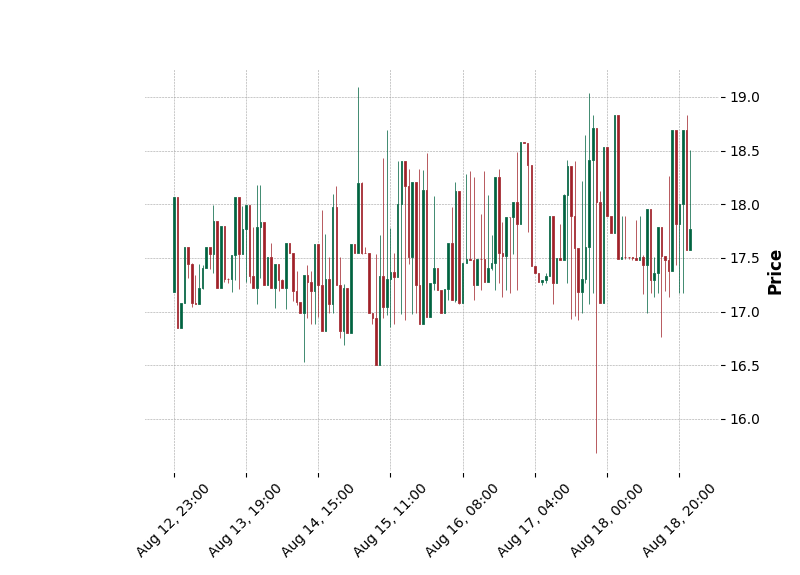 19.0
18.5
18.0
17.5
17.0
16.5
16.0
Price
Aug 12, 23:00
Aug 13, 19:00
Aug 14, 15:00
Aug 15, 11:00
Aug 16, 08:00
Aug 17, 04:00
Aug 18, 00:00
Aug 18, 20:00